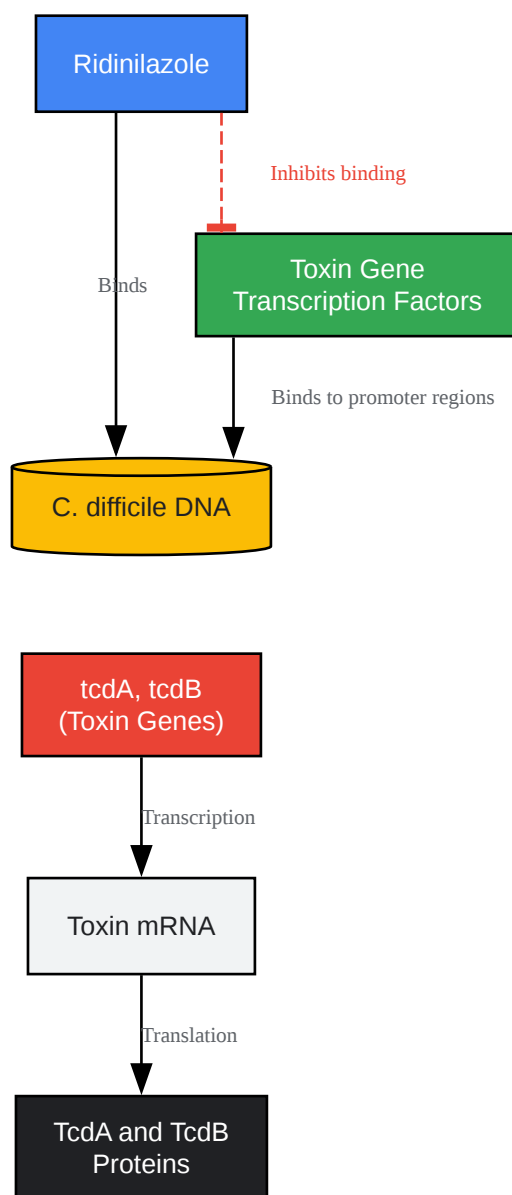 Ridinilazole
Inhibits binding
Toxin Gene
Transcription Factors
Binds
Binds to promoter regions
C. difficile DNA
tcdA, tcdB
(Toxin Genes)
Transcription
Toxin mRNA
Translation
TcdA and TcdB
Proteins